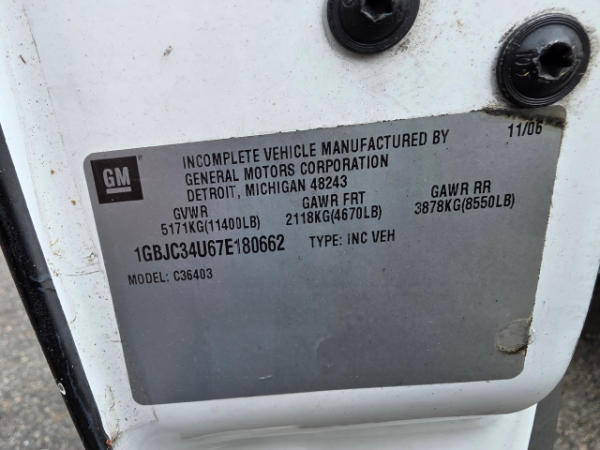 11/06
GM
INCOMPLETE VEHICLE MANUFACTURED BY
GENERAL MOTORS CORPORATION
DETROIT, MICHIGAN 48243
GVWR GAWR FRT GAWR RR
5171KG(11400LB) 2118KG(4670LB) 3878KG(8550LB)
1GBJC34U67E180662 TYPE: INC VEH
MODEL: C36403